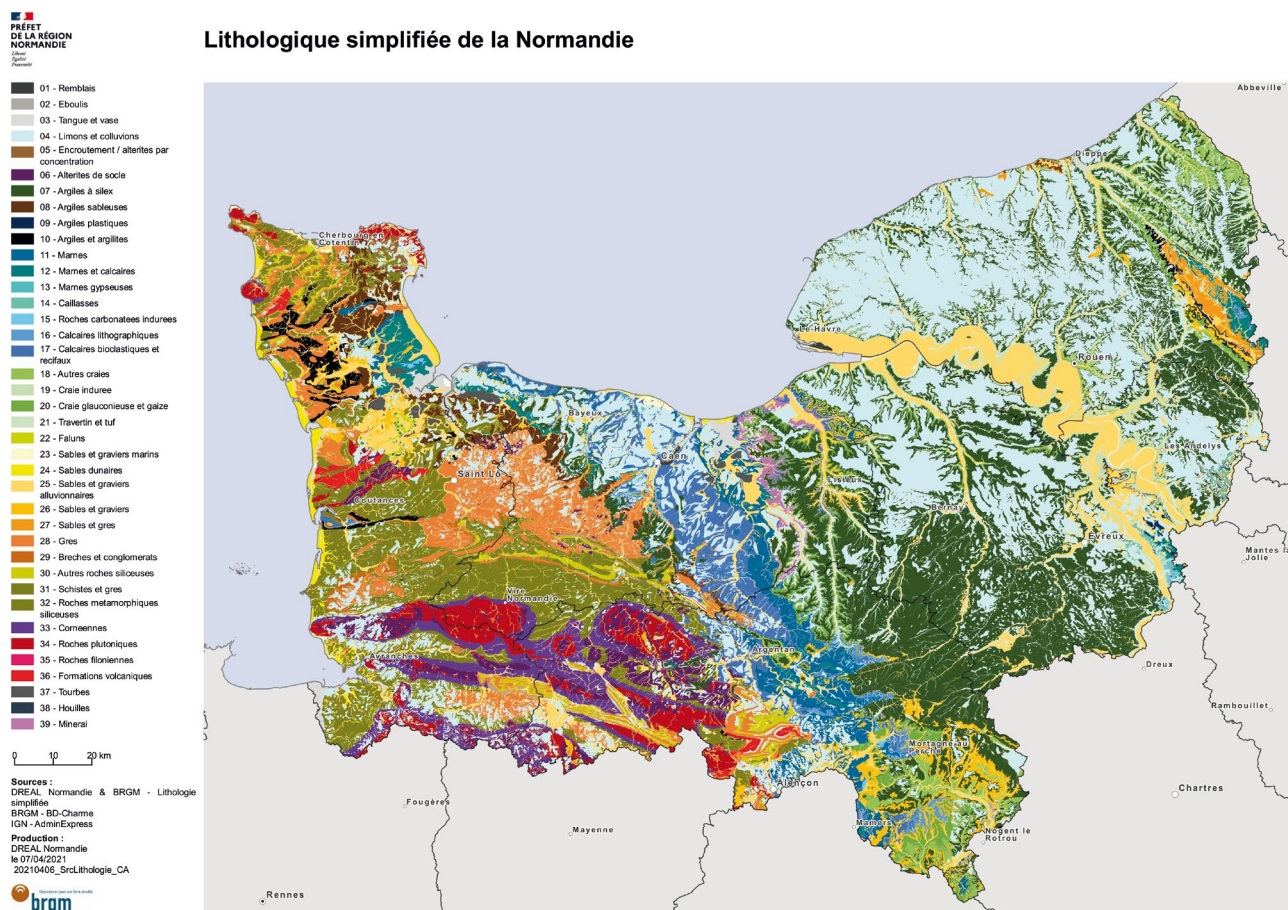 PRÉFET
DE LA RÉGION
NORMANDIE
Liberté
Égalité
Fraternité
Lithologique simplifiée de la Normandie
01 - Remblais
02 - Eboulis
03 - Tangue et vase
04 - Limons et colluvions
05 - Encroutement / alterites par
concentration
06 - Alterites de socle
07 - Argiles à silex
08 - Argiles sableuses
09 - Argiles plastiques
10 - Argiles et argilites
11 - Marnes
12 - Marnes et calcaires
13 - Marnes gypseuses
14 - Caillasses
15 - Roches carbonatees indurees
16 - Calcaires lithographiques
17 - Calcaires bioclastiques et
recifaux
18 - Autres craies
19 - Craie induree
20 - Craie glauconieuse et gaize
21 - Travertin et tuf
22 - Faluns
23 - Sables et graviers marins
24 - Sables dunaires
25 - Sables et graviers
alluvionnaires
26 - Sables et graviers
27 - Sables et gres
28 - Gres
29 - Breches et conglomerats
30 - Autres roches siliceuses
31 - Schistes et gres
32 - Roches metamorphiques
siliceuses
33 - Corneennes
34 - Roches plutoniques
35 - Roches filoniennes
36 - Formations volcaniques
37 - Tourbes
38 - Houilles
39 - Minerai
0 10 20 km
Sources :
DREAL Normandie & BRGM - Lithologie
simplifiée
BRGM - BD-Charme
IGN - AdminExpress
Production :
DREAL Normandie
le 07/04/2021
20210406_SrcLithologie_CA
brgm
Abbeville
Dieppe
Cherbourg en
Cotentin
Le Havre
Rouen
Bayeux
Les Andelys
Caen
Saint Lô
Lisieux
Coutances
Bernay
Evreux
Mantes la
Jolie
Vire
Normandie
Argentan
Avranches
Dreux
Rambouillet
Mortagne au
Perche
Alençon
Chartres
Fougères
Mamers
Mayenne
Nogent le
Rotrou
Rennes